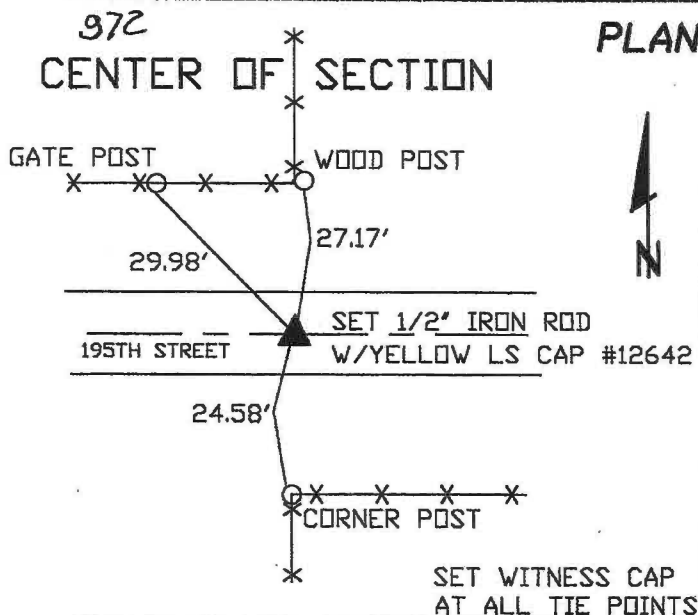 972
PLAN
CENTER OF SECTION
GATE POST
WOOD POST
27.17'
29.98'
N
SET 1/2" IRON ROD
195TH STREET
W/YELLOW LS CAP #12642
24.58'
CORNER POST
SET WITNESS CAP
AT ALL TIE POINTS